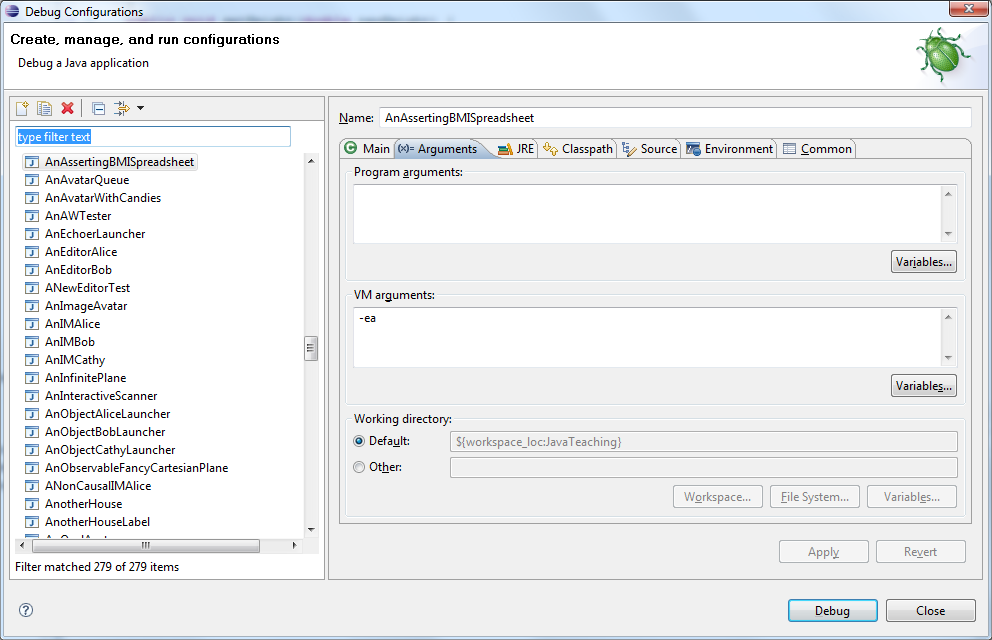 Debug Configurations
Create, manage, and run configurations
Debug a Java application
type filter text
AnAssertingBMISpreadsheet
AnAvatarQueue
AnAvatarWithCandies
AnAWTester
AnEchoerLauncher
AnEditorAlice
AnEditorBob
ANewEditorTest
AnImageAvatar
AnIMAlice
AnIMBob
AnIMCathy
AnInfinitePlane
AnInteractiveScanner
AnObjectAliceLauncher
AnObjectBobLauncher
AnObjectCathyLauncher
AnObservableFancyCartesianPlane
ANonCausalIMAlice
AnotherHouse
AnotherHouseLabel
Filter matched 279 of 279 items
Name: AnAssertingBMISpreadsheet
Main (x)= Arguments JRE Classpath Source Environment Common
Program arguments:
Variables...
VM arguments:
-ea
Variables...
Working directory:
Default: ${workspace_loc:JavaTeaching}
Other:
Workspace... File System... Variables...
Apply Revert
Debug Close